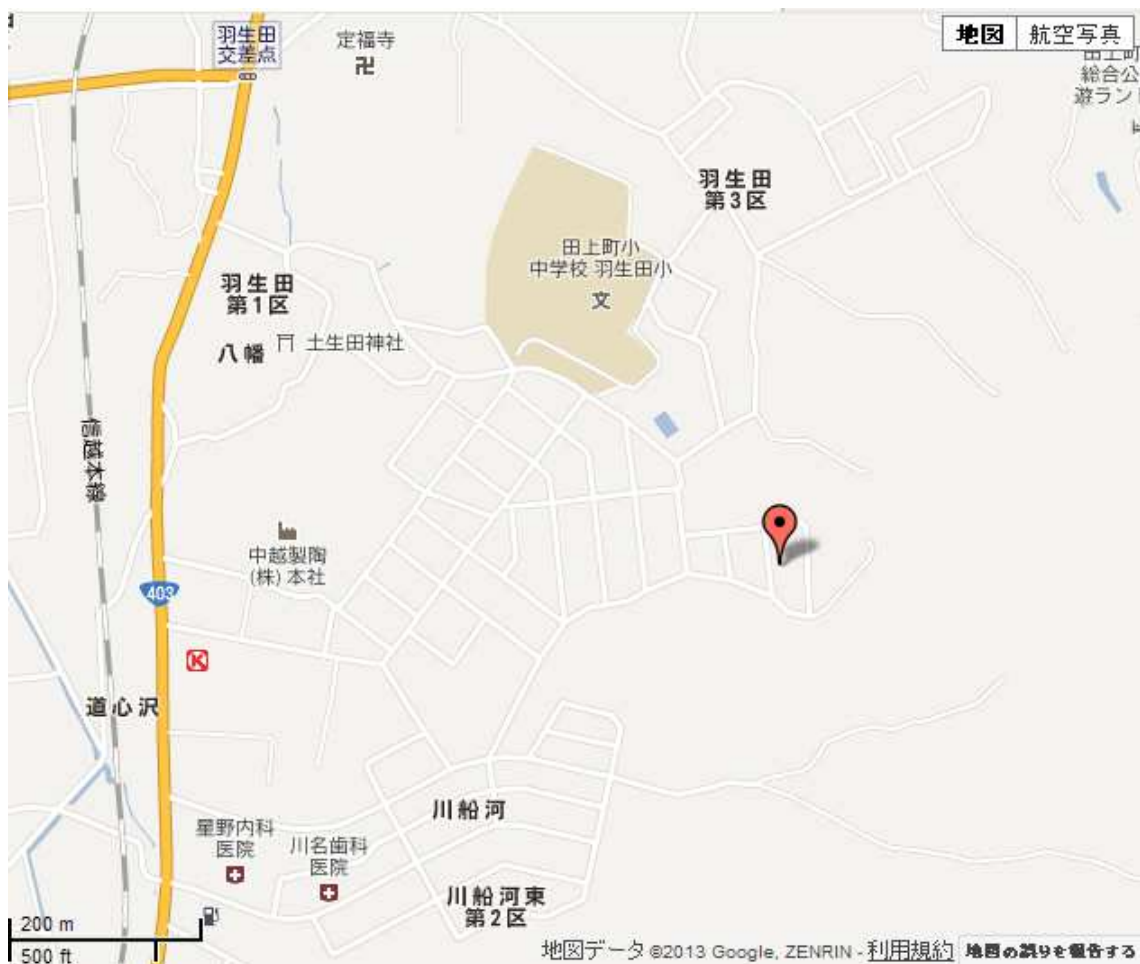 羽生田
交差点
定福寺
地図
航空写真
総合公
遊ラン
羽生田
第3区
田上町小
中学校 羽生田小
文
羽生田
第1区
八幡
土生田神社
信越本線
中越製陶
(株) 本社
403
K
道心沢
川船河
星野内科
医院
川名歯科
医院
川船河東
第2区
200 m
500 ft
地図データ ©2013 Google, ZENRIN - 利用規約
地図の誤りを報告する